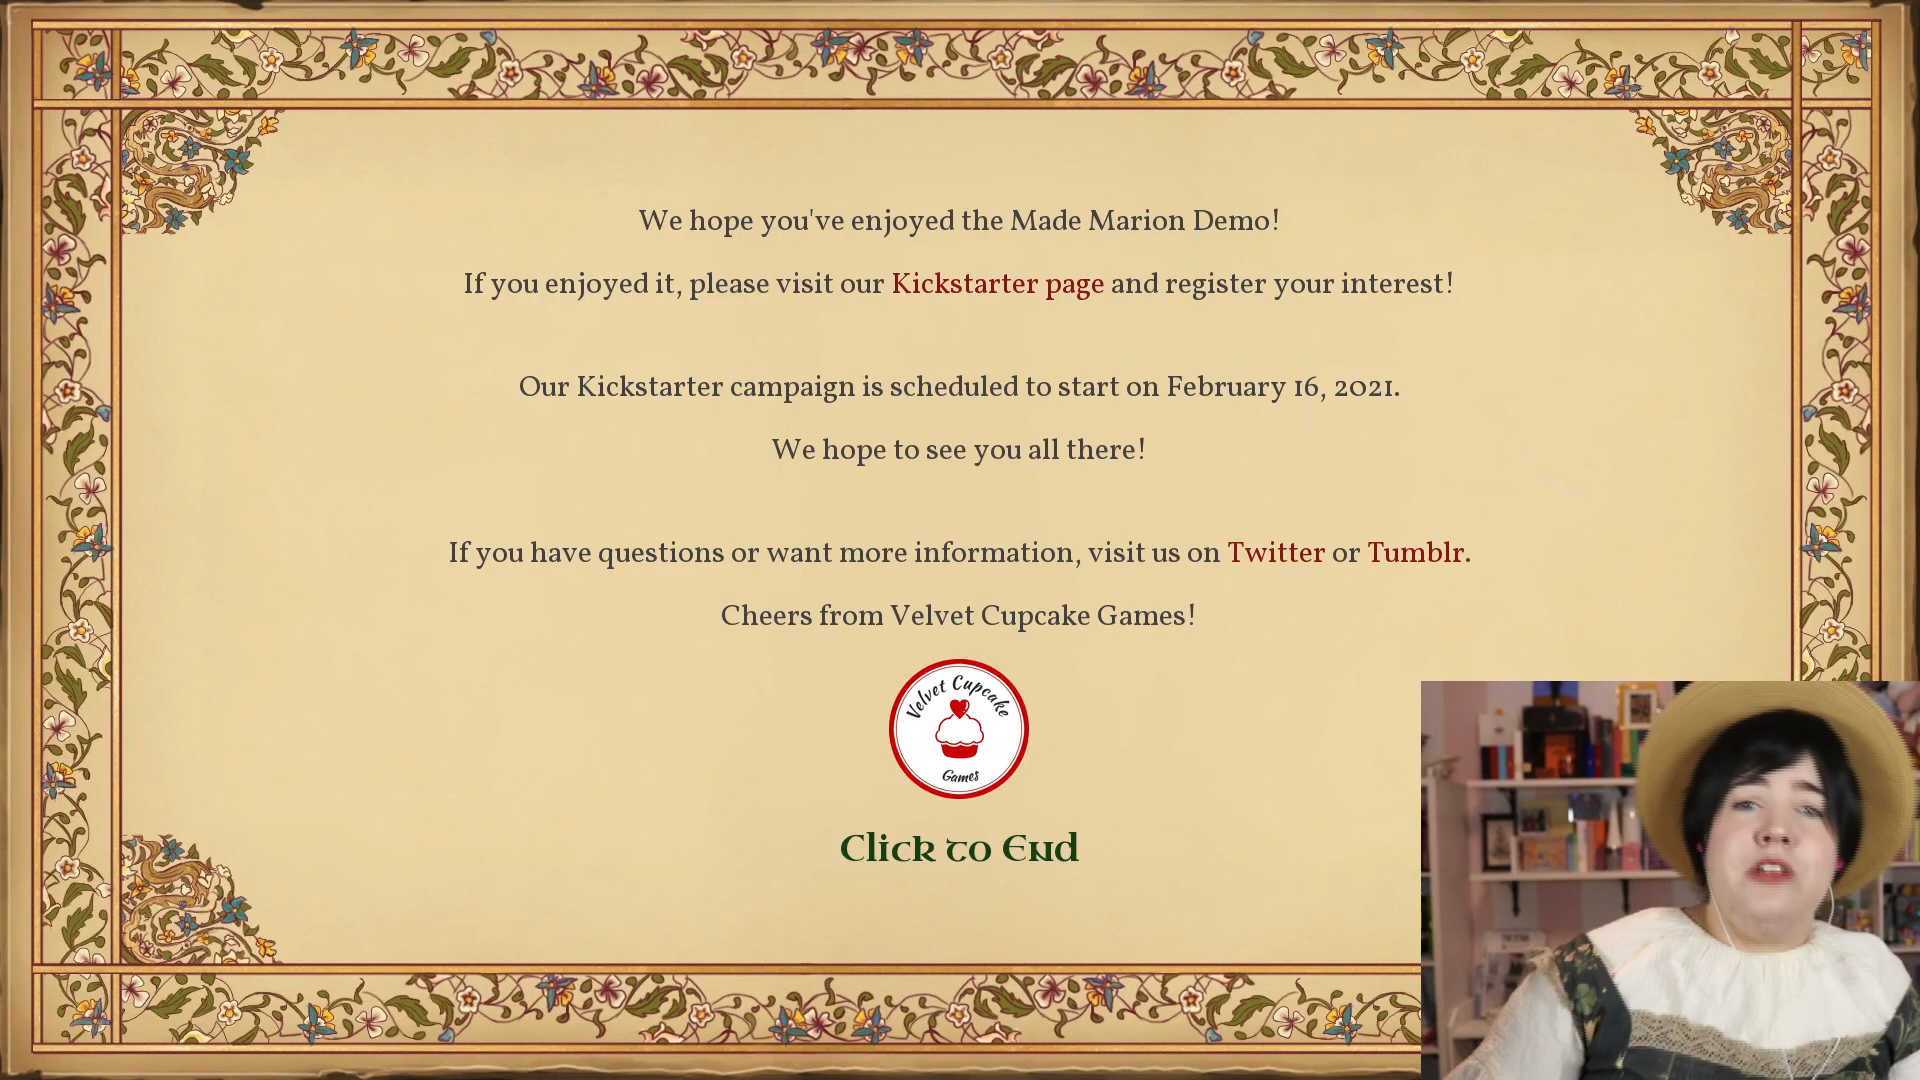 We hope you've enjoyed the Made Marion Demo!
If you enjoyed it, please visit our Kickstarter page and register your interest!
Our Kickstarter campaign is scheduled to start on February 16, 2021.
We hope to see you all there!
If you have questions or want more information, visit us on Twitter or Tumblr.
Cheers from Velvet Cupcake Games!
Velvet Cupcake
Games
Click to End